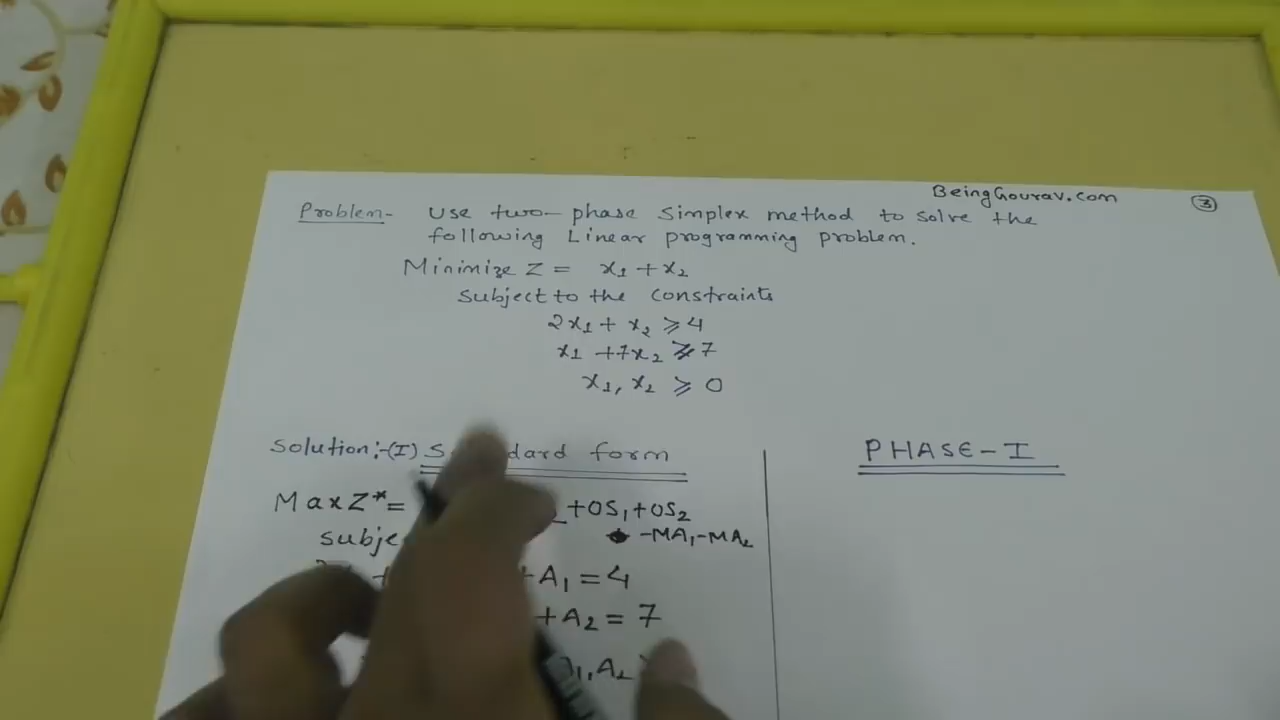 BeingGourav.com
③
Problem- Use two-phase Simplex method to solve the
following Linear programming problem.
Minimize Z = x₁ + x₂
Subject to the constraints
2x₁ + x₂ ≥ 4
x₁ + 7x₂ ≥ 7
x₁, x₂ ≥ 0
Solution:-(I) form
Max Z* = +0S₁+0S₂
-MA₁-MA₂
+A₁ = 4
+A₂ = 7
A₂
PHASE-I